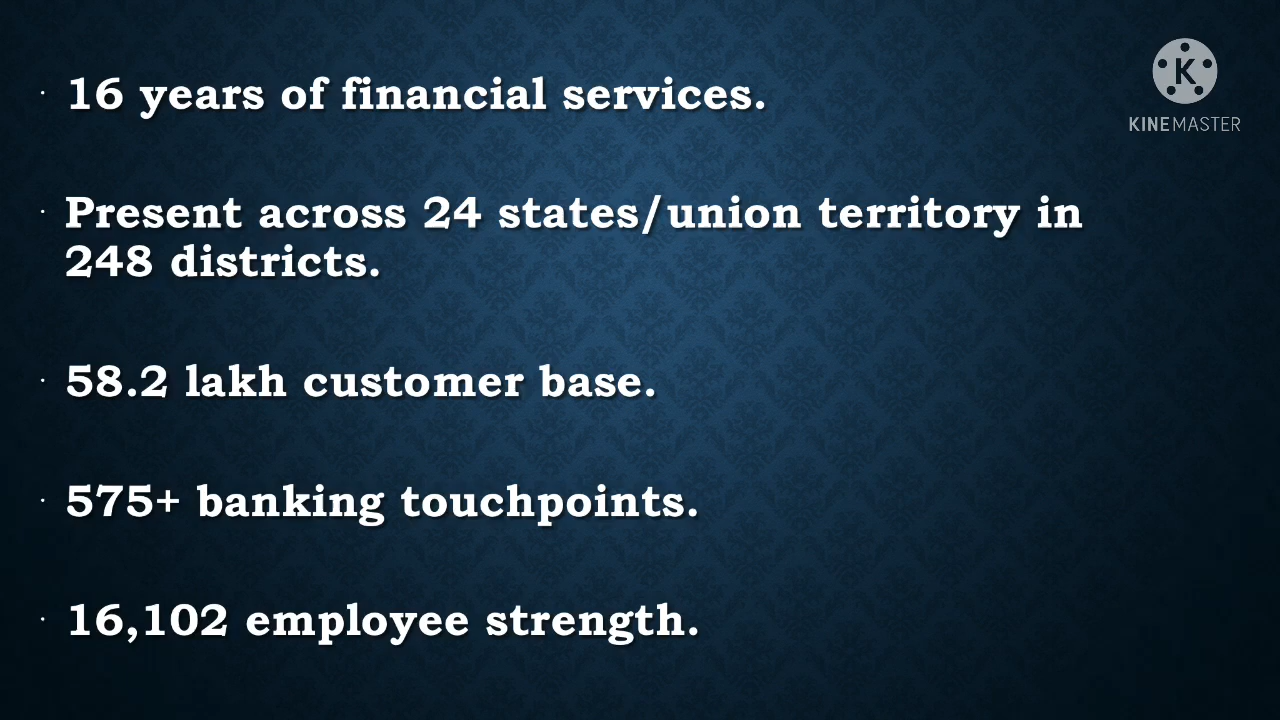 · 16 years of financial services.
K
KINEMASTER
· Present across 24 states/union territory in
248 districts.
· 58.2 lakh customer base.
· 575+ banking touchpoints.
· 16,102 employee strength.